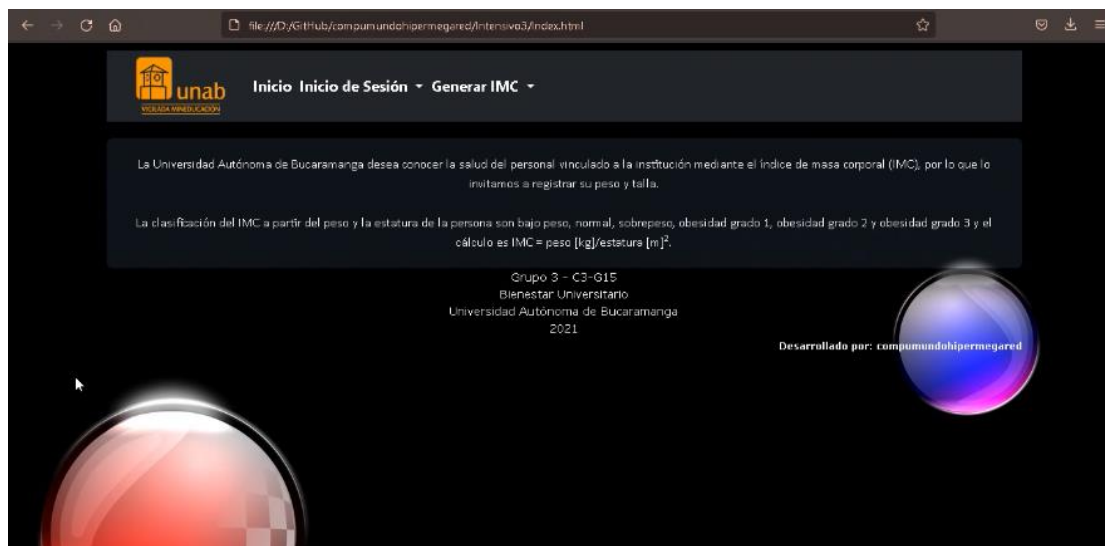 file:///D:/GitHub/compumundohipermegared/Intensivo3/index.html
unab
VIGILADA MINEDUCACIÓN
Inicio Inicio de Sesión Generar IMC
La Universidad Autónoma de Bucaramanga desea conocer la salud del personal vinculado a la institución mediante el índice de masa corporal (IMC), por lo que lo
invitamos a registrar su peso y talla.
La clasificación del IMC a partir del peso y la estatura de la persona son bajo peso, normal, sobrepeso, obesidad grado 1, obesidad grado 2 y obesidad grado 3 y el
cálculo es IMC = peso [kg]/estatura [m]².
Grupo 3 - C3-G15
Bienestar Universitario
Universidad Autónoma de Bucaramanga
2021
Desarrollado por: compumundohipermegared